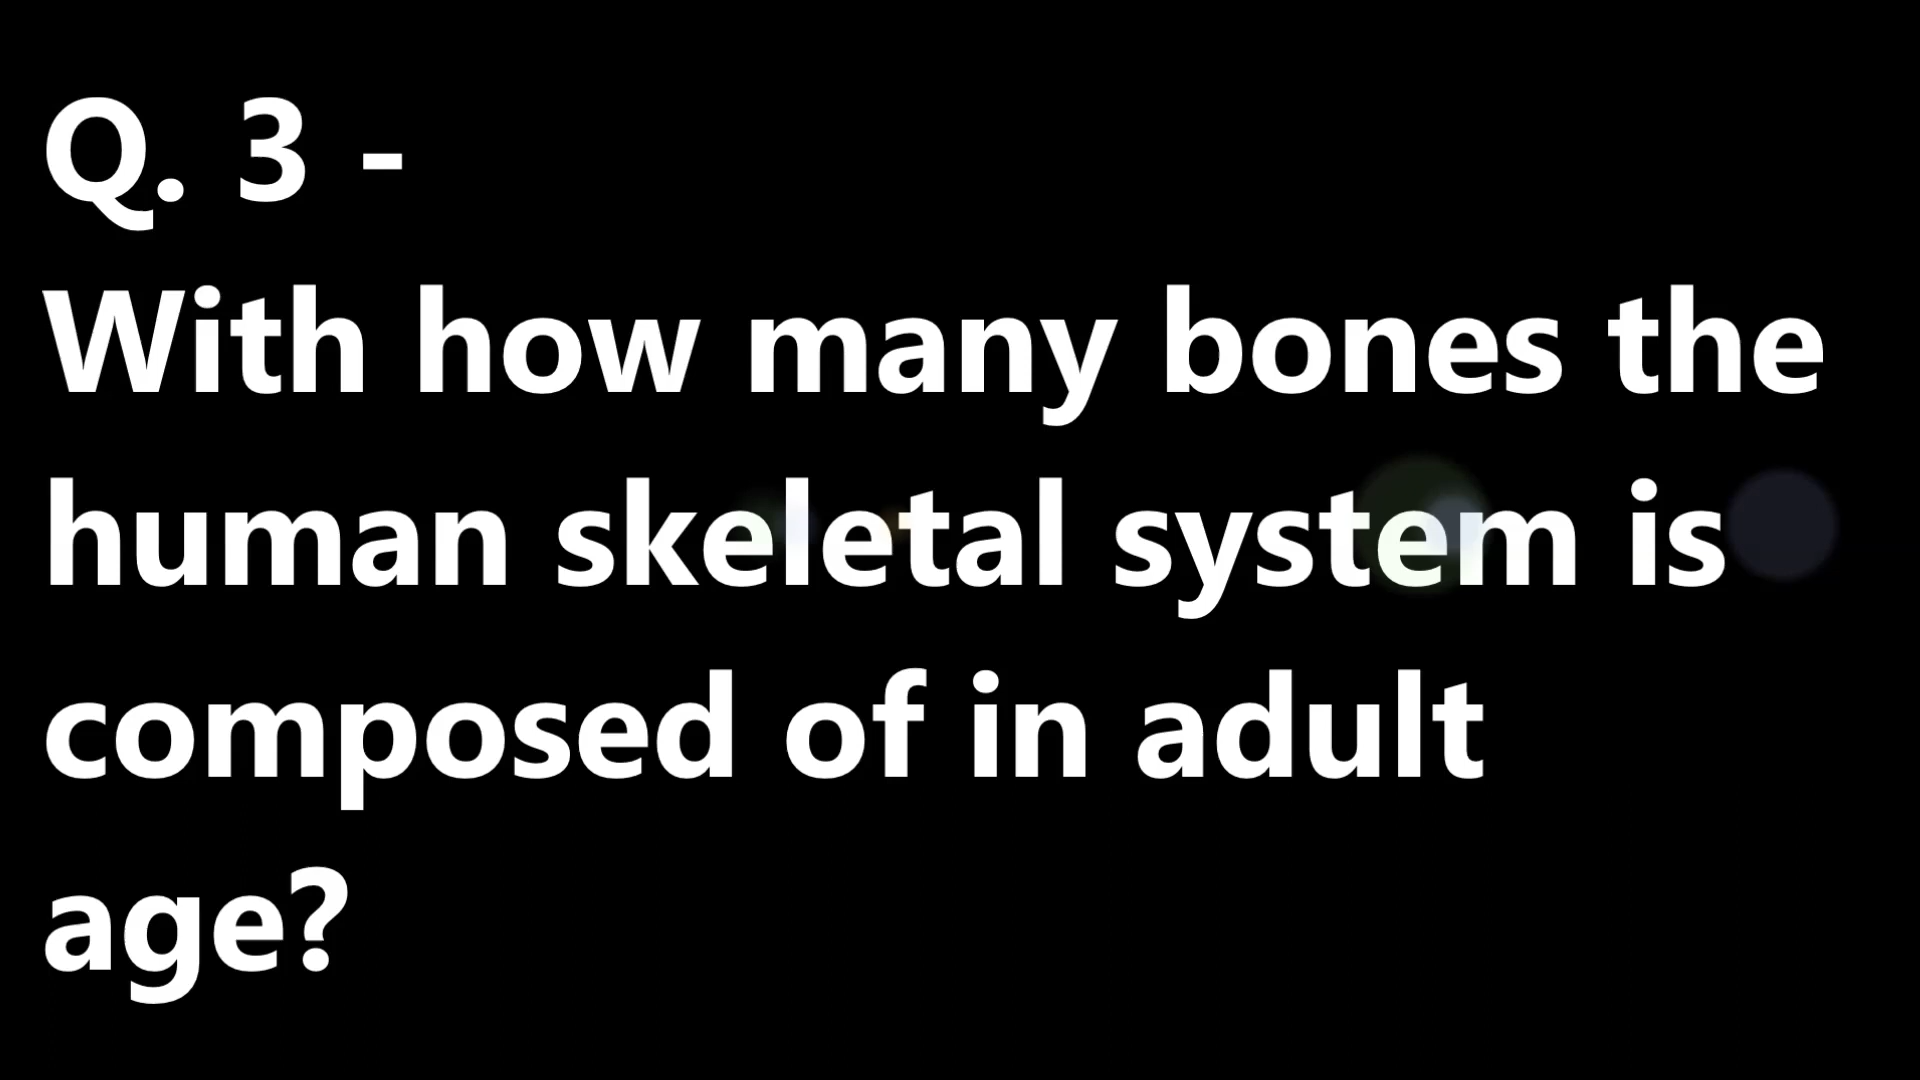 Q. 3 -
With how many bones the
human skeletal system is
composed of in adult
age?